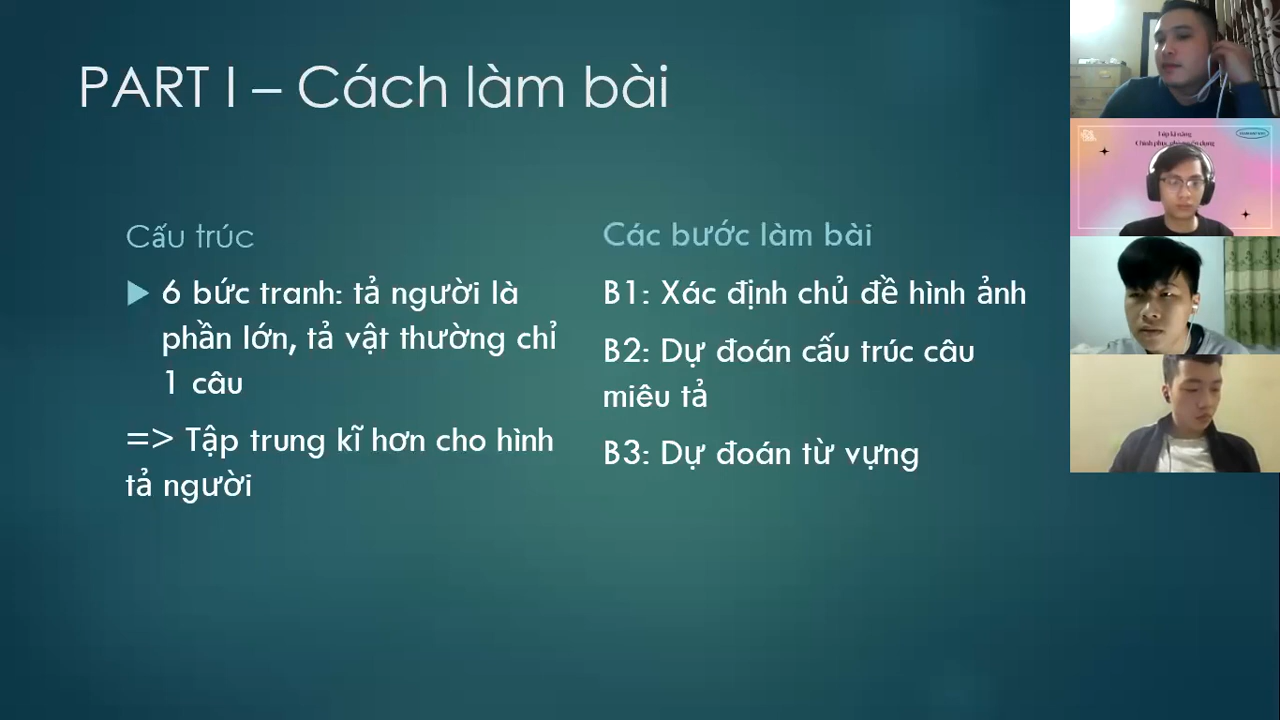 PART I – Cách làm bài
Cấu trúc
6 bức tranh: tả người là
phần lớn, tả vật thường chỉ
1 câu
=> Tập trung kĩ hơn cho hình
tả người
Các bước làm bài
B1: Xác định chủ đề hình ảnh
B2: Dự đoán cấu trúc câu
miêu tả
B3: Dự đoán từ vựng